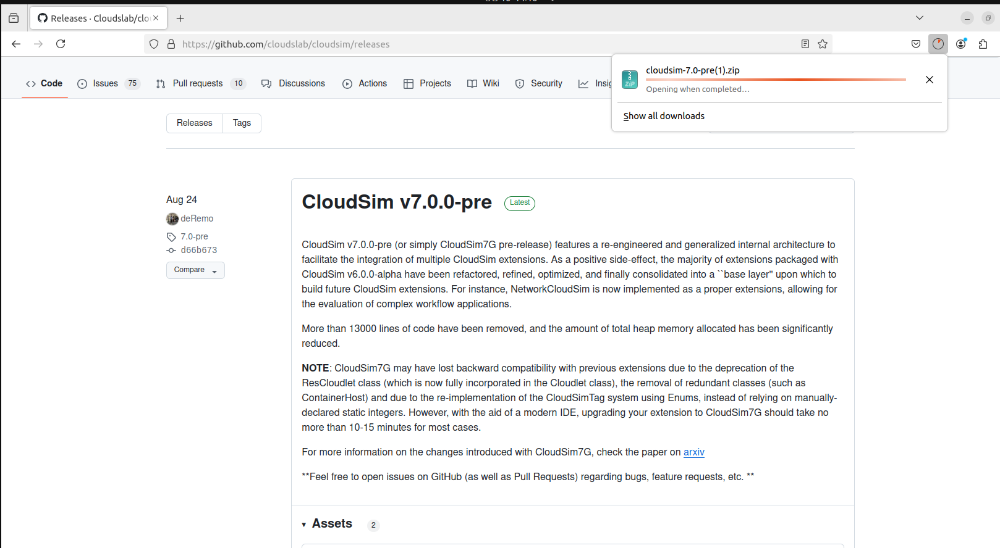 Releases · Cloudslab/clo
https://github.com/cloudslab/cloudsim/releases
cloudsim-7.0-pre(1).zip
Opening when completed...
Show all downloads
Code
Issues 75
Pull requests 10
Discussions
Actions
Projects
Wiki
Security
Insig
Releases
Tags
Aug 24
deRemo
7.0-pre
d66b673
Compare
CloudSim v7.0.0-pre Latest
CloudSim v7.0.0-pre (or simply CloudSim7G pre-release) features a re-engineered and generalized internal architecture to
facilitate the integration of multiple CloudSim extensions. As a positive side-effect, the majority of extensions packaged with
CloudSim v6.0.0-alpha have been refactored, refined, optimized, and finally consolidated into a ``base layer" upon which to
build future CloudSim extensions. For instance, NetworkCloudSim is now implemented as a proper extensions, allowing for
the evaluation of complex workflow applications.
More than 13000 lines of code have been removed, and the amount of total heap memory allocated has been significantly
reduced.
NOTE: CloudSim7G may have lost backward compatibility with previous extensions due to the deprecation of the
ResCloudlet class (which is now fully incorporated in the Cloudlet class), the removal of redundant classes (such as
ContainerHost) and due to the re-implementation of the CloudSimTag system using Enums, instead of relying on manually-
declared static integers. However, with the aid of a modern IDE, upgrading your extension to CloudSim7G should take no
more than 10-15 minutes for most cases.
For more information on the changes introduced with CloudSim7G, check the paper on arxiv
**Feel free to open issues on GitHub (as well as Pull Requests) regarding bugs, feature requests, etc. **
Assets 2